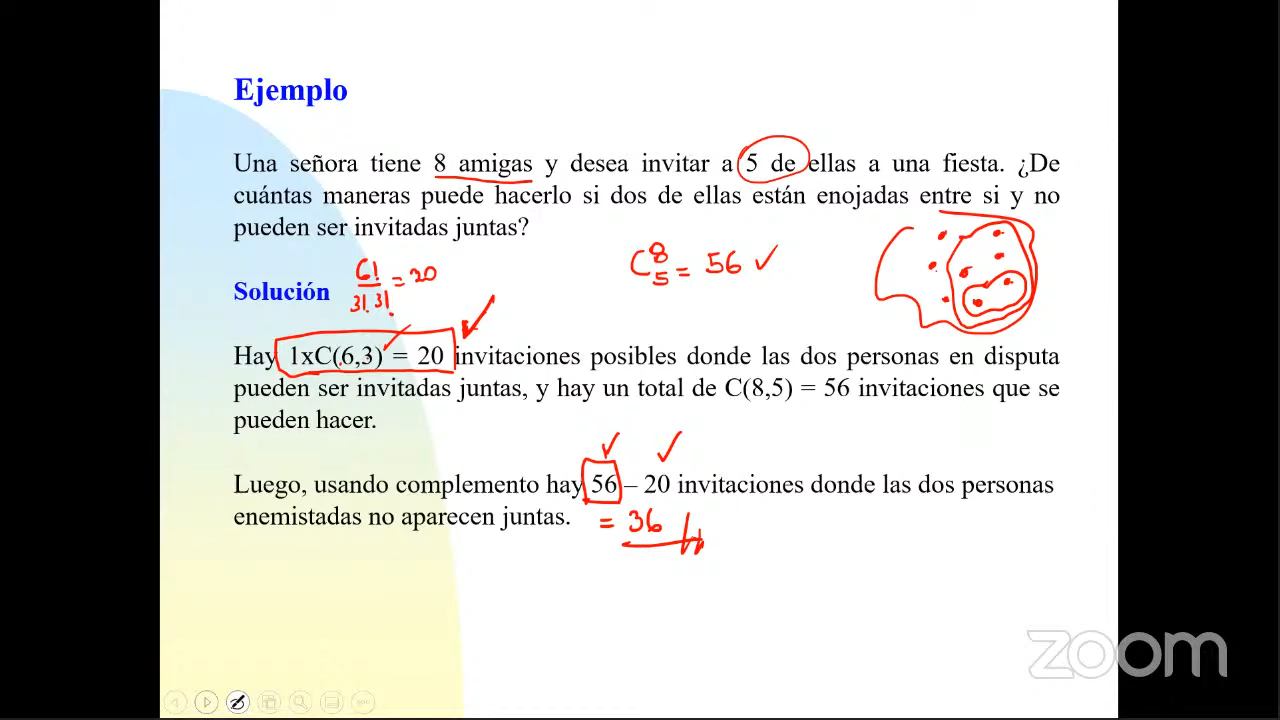 Ejemplo
Una señora tiene 8 amigas y desea invitar a 5 de ellas a una fiesta. ¿De
cuántas maneras puede hacerlo si dos de ellas están enojadas entre si y no
pueden ser invitadas juntas?
C 8 5 = 56 ✓
6! / 3! 3! = 20
Solución
Hay 1xC(6,3) = 20 invitaciones posibles donde las dos personas en disputa
pueden ser invitadas juntas, y hay un total de C(8,5) = 56 invitaciones que se
pueden hacer.
Luego, usando complemento hay 56 – 20 invitaciones donde las dos personas
enemistadas no aparecen juntas.
= 36
zoom